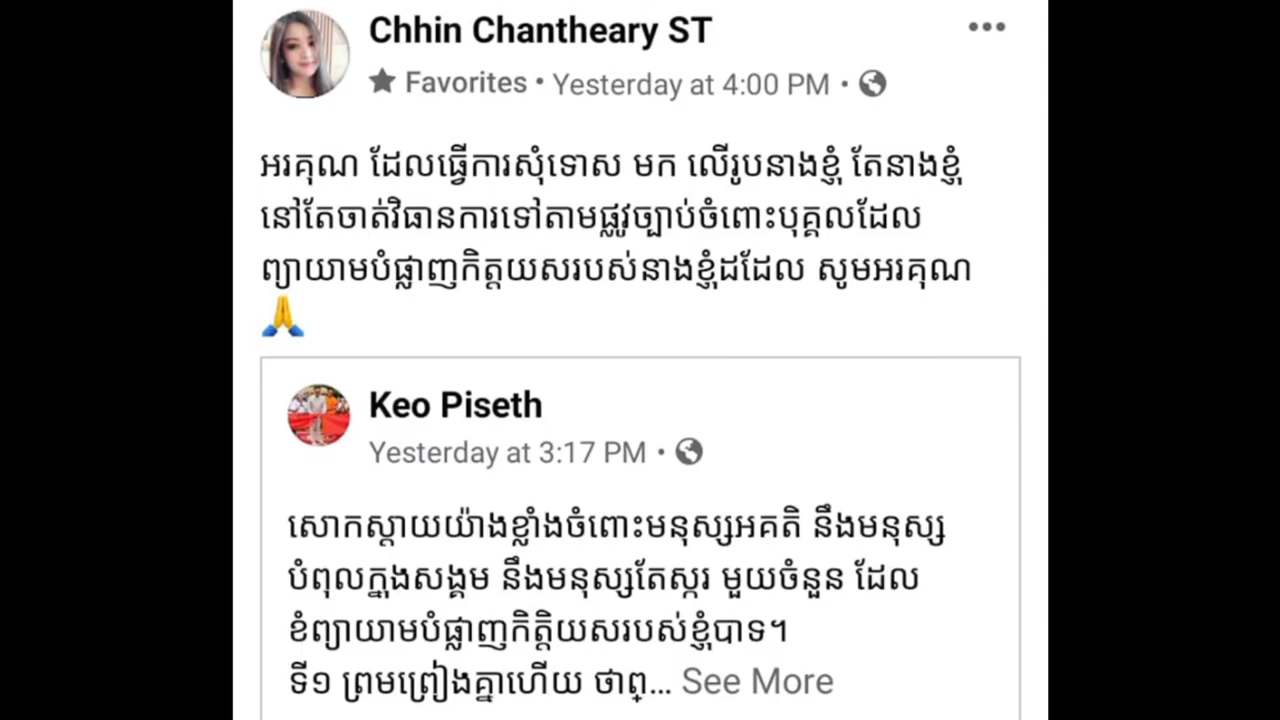 Chhin Chantheary ST
Favorites • Yesterday at 4:00 PM •
អរគុណ ដែលធ្វើការសុំទោស មក លើរូបនាងខ្ញុំ តែនាងខ្ញុំ
នៅតែចាត់វិធានការទៅតាមផ្លូវច្បាប់ចំពោះបុគ្គលដែល
ព្យាយាមបំផ្លាញកិត្តយសរបស់នាងខ្ញុំដដែល សូមអរគុណ
🙏
Keo Piseth
Yesterday at 3:17 PM •
សោកស្តាយយ៉ាងខ្លាំងចំពោះមនុស្សអគតិ នឹងមនុស្ស
បំពុលក្នុងសង្គម នឹងមនុស្សតែស្ករ មួយចំនួន ដែល
ខំព្យាយាមបំផ្លាញកិត្តិយសរបស់ខ្ញុំបាទ។
ទី១ ព្រមព្រៀងគ្នាហើយ ថាព្... See More